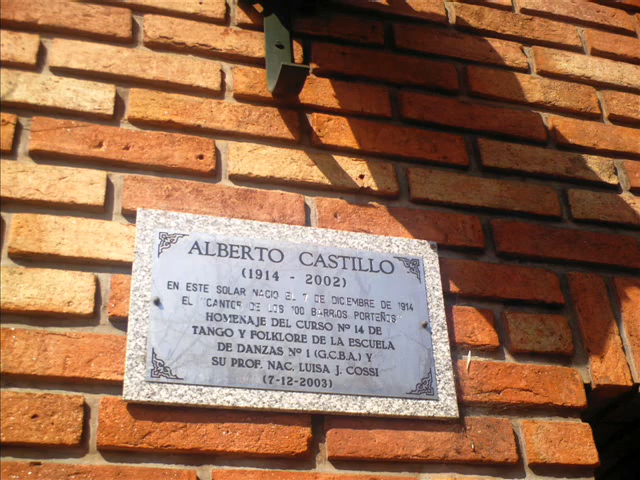 ALBERTO CASTILLO
(1914 - 2002)
EN ESTE SOLAR NACIO EL 7 DE DICIEMBRE DE 1914
EL "CANTOR DE LOS 100 BARRIOS PORTEÑOS"
HOMENAJE DEL CURSO Nº 14 DE
TANGO Y FOLKLORE DE LA ESCUELA
DE DANZAS Nº 1 (G.C.B.A.) Y
SU PROF. NAC. LUISA J. COSSI
(7-12-2003)